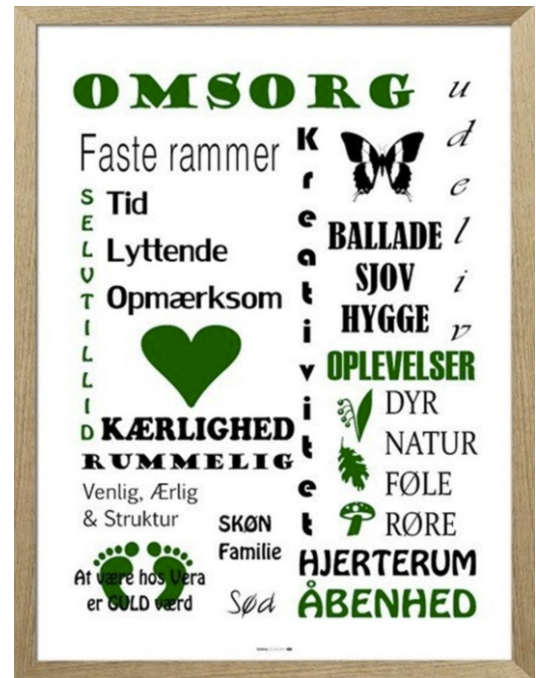 OMSORG
udeliv
Faste rammer
Kreativitet
SELVTILLID
Tid
Lyttende
Opmærksom
BALLADE
SJOV
HYGGE
OPLEVELSER
DYR
NATUR
FØLE
RØRE
KÆRLIGHED
RUMMELIG
Venlig, Ærlig
& Struktur
SKØN
Familie
At være hos Vera
er GULD værd
Sød
HJERTERUM
ÅBENHED